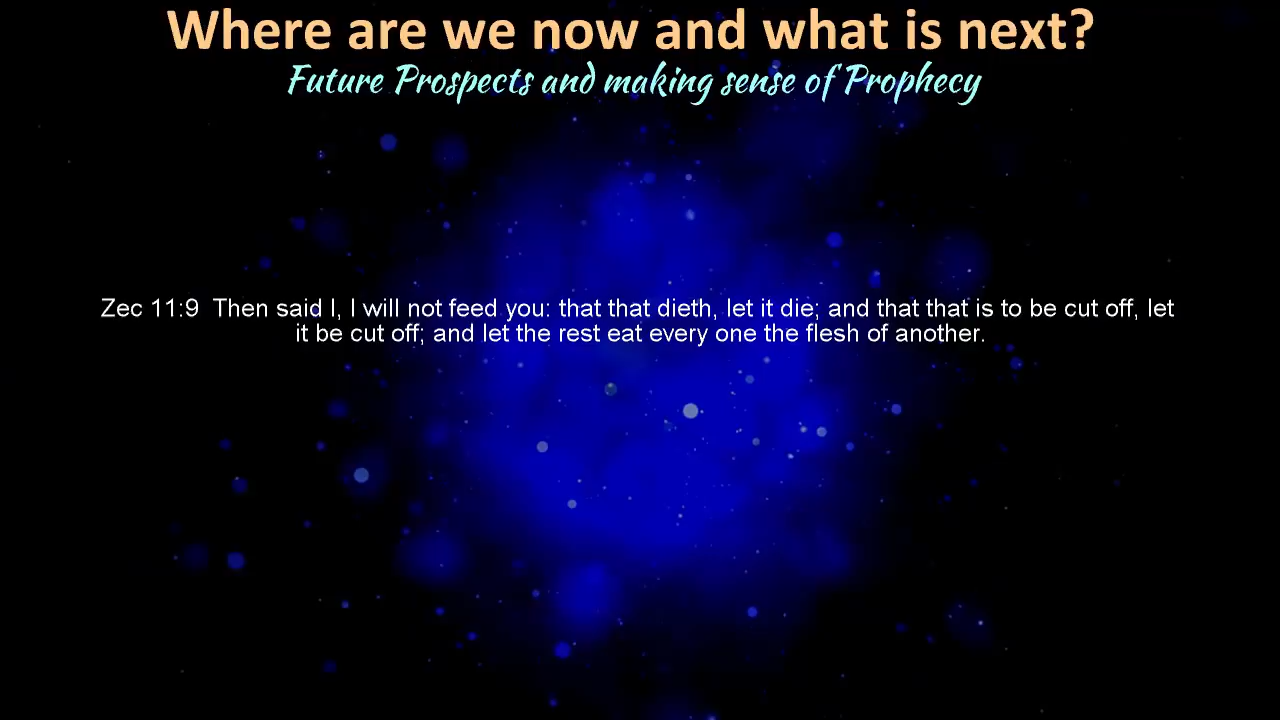 Where are we now and what is next?
Future Prospects and making sense of Prophecy
Zec 11:9  Then said I, I will not feed you: that that dieth, let it die; and that that is to be cut off, let
it be cut off; and let the rest eat every one the flesh of another.